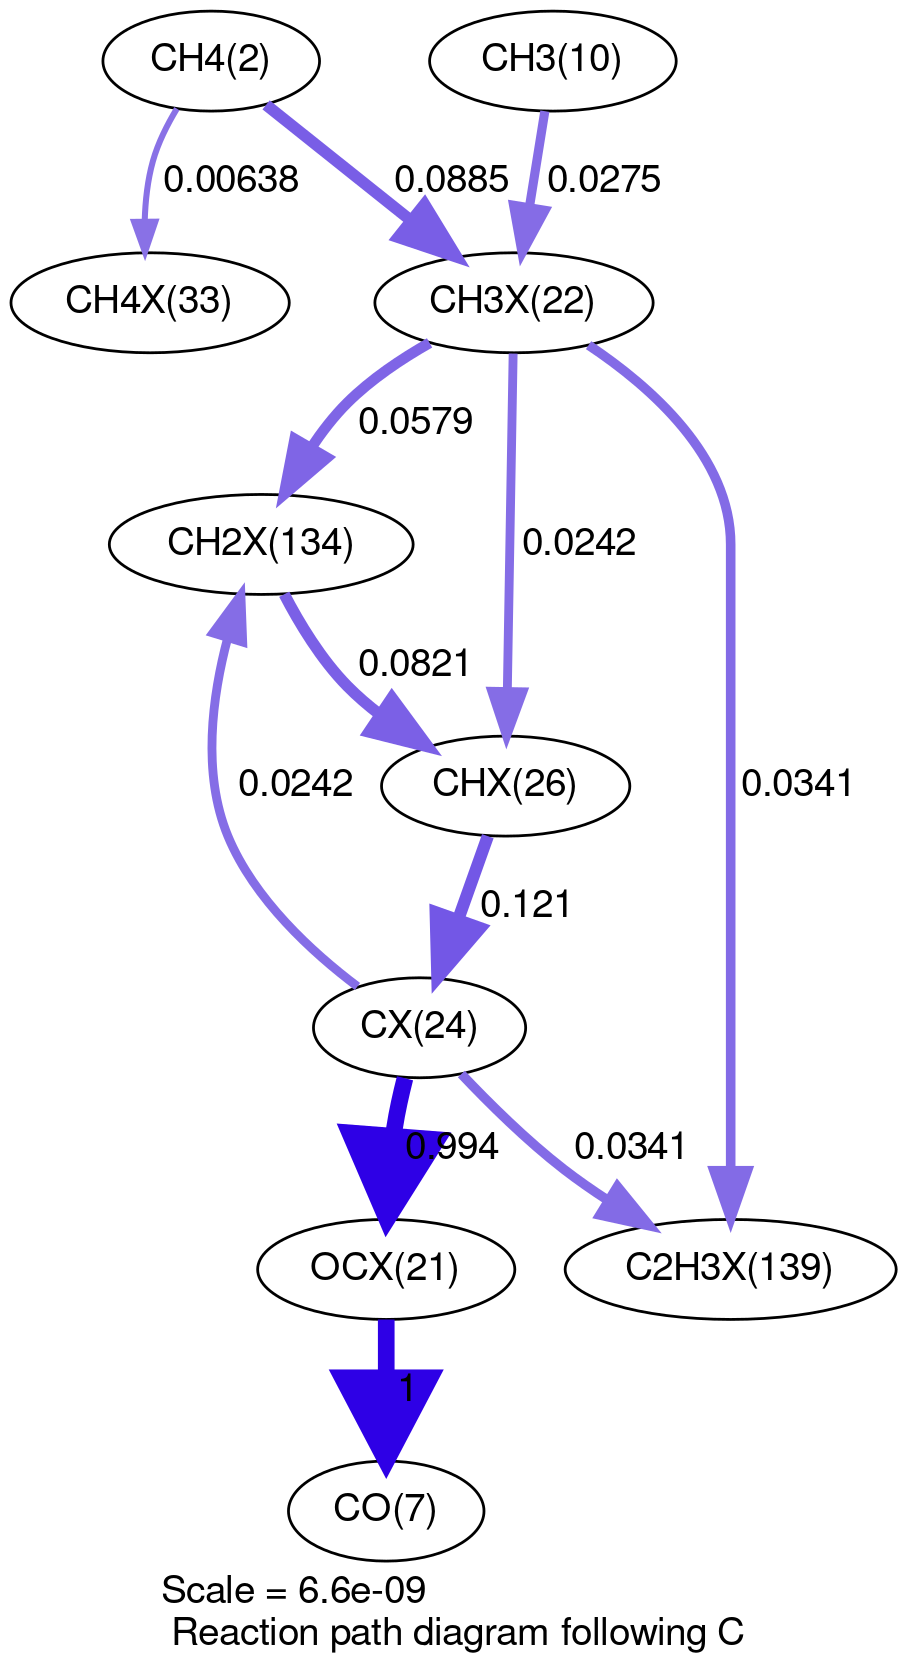 CH4(2)
CH3(10)
0.00638
0.0885
0.0275
CH4X(33)
CH3X(22)
0.0579
0.0242
CH2X(134)
0.0821
0.0242
CHX(26)
0.0341
0.121
CX(24)
0.994
0.0341
OCX(21)
C2H3X(139)
1
CO(7)
Scale = 6.6e-09
Reaction path diagram following C